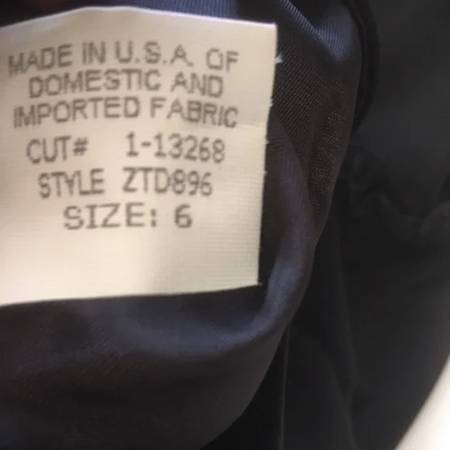 MADE IN U.S.A. OF
DOMESTIC AND
IMPORTED FABRIC
CUT# 1-13268
STYLE ZTD896
SIZE: 6